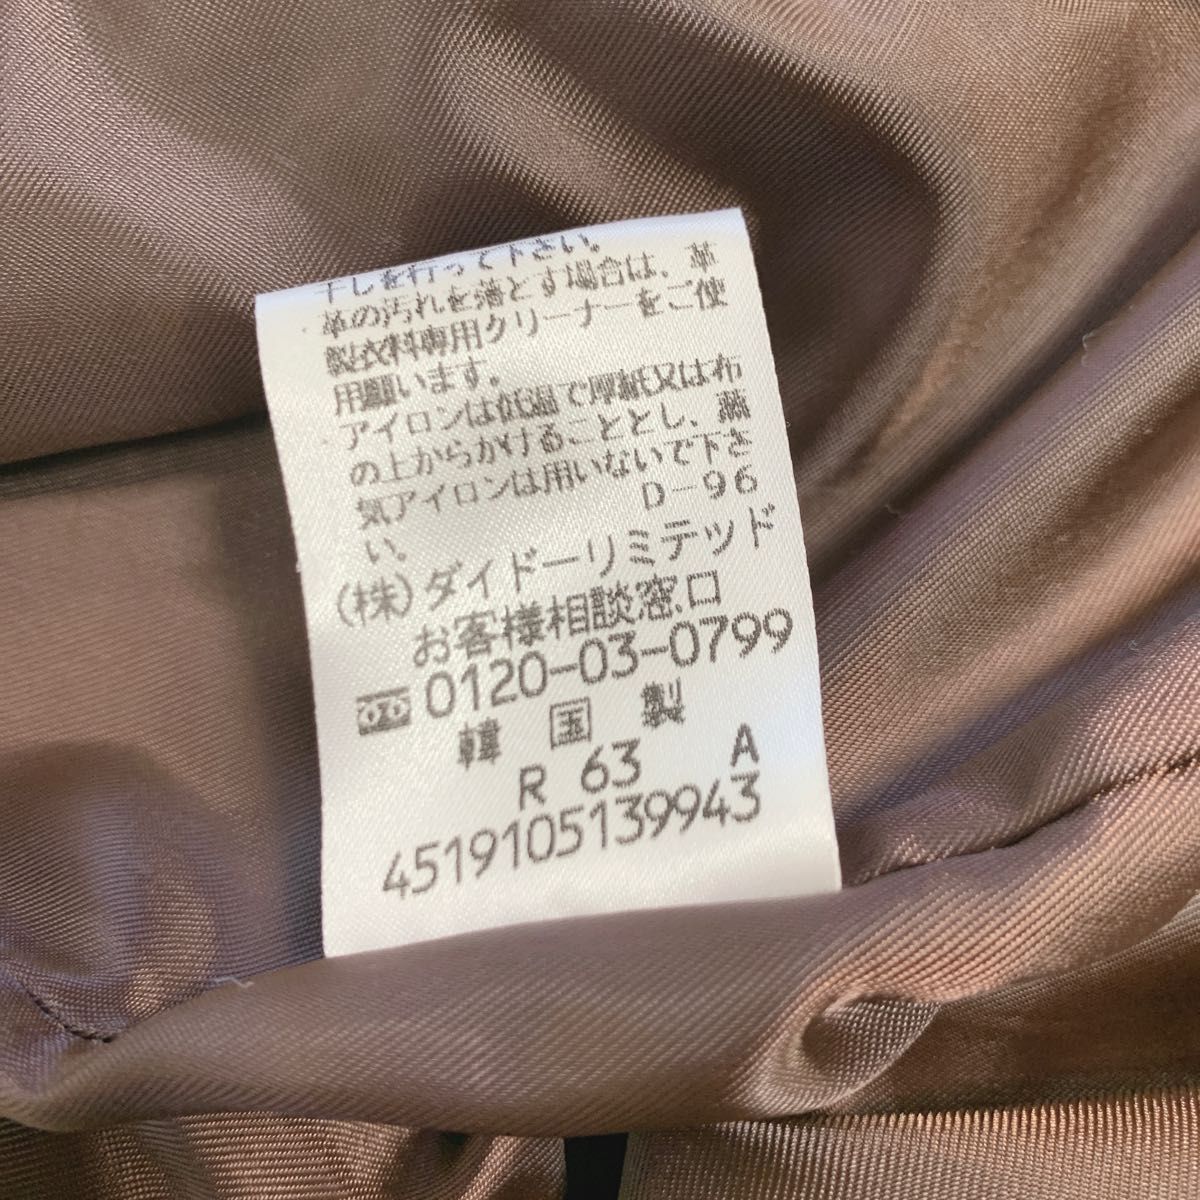 干しを行って下さい。
革の汚れを落とす場合は、革
製衣料専用クリーナーをご使
用願います。
アイロンは低温で厚紙又は布
の上からかけることとし、蒸
気アイロンは用いないで下さ
い。
D-96
(株)ダイドーリミテッド
お客様相談窓口
0120-03-0799
韓国製
R 63 A
4519105139943